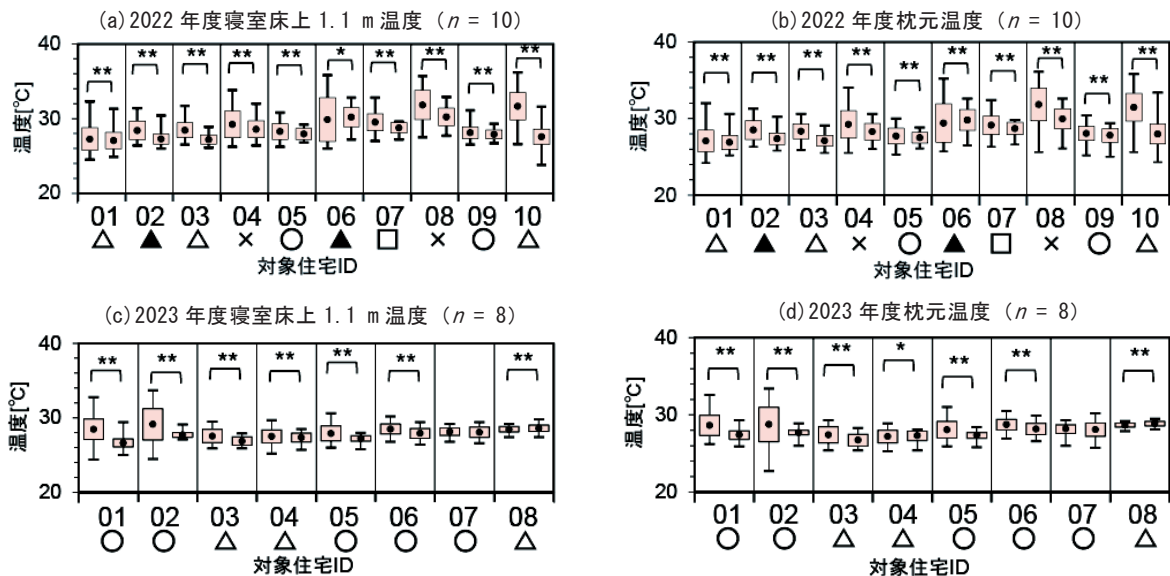 (a)2022 年度寝室床上 1.1 m 温度（n = 10）
40
30
20
温度[℃]
** ** ** ** ** * ** ** ** **
01 02 03 04 05 06 07 08 09 10
△ ▲ △ × ○ ▲ □ × ○ △
対象住宅ID
(b)2022 年度枕元温度（n = 10）
40
30
20
温度[℃]
** ** ** ** ** ** ** ** ** **
01 02 03 04 05 06 07 08 09 10
△ ▲ △ × ○ ▲ □ × ○ △
対象住宅ID
(c)2023 年度寝室床上 1.1 m 温度（n = 8）
40
30
20
温度[℃]
** ** ** ** ** ** **
01 02 03 04 05 06 07 08
○ ○ △ △ ○ ○ ○ △
対象住宅ID
(d)2023 年度枕元温度（n = 8）
40
30
20
温度[℃]
** ** ** * ** ** **
01 02 03 04 05 06 07 08
○ ○ △ △ ○ ○ ○ △
対象住宅ID